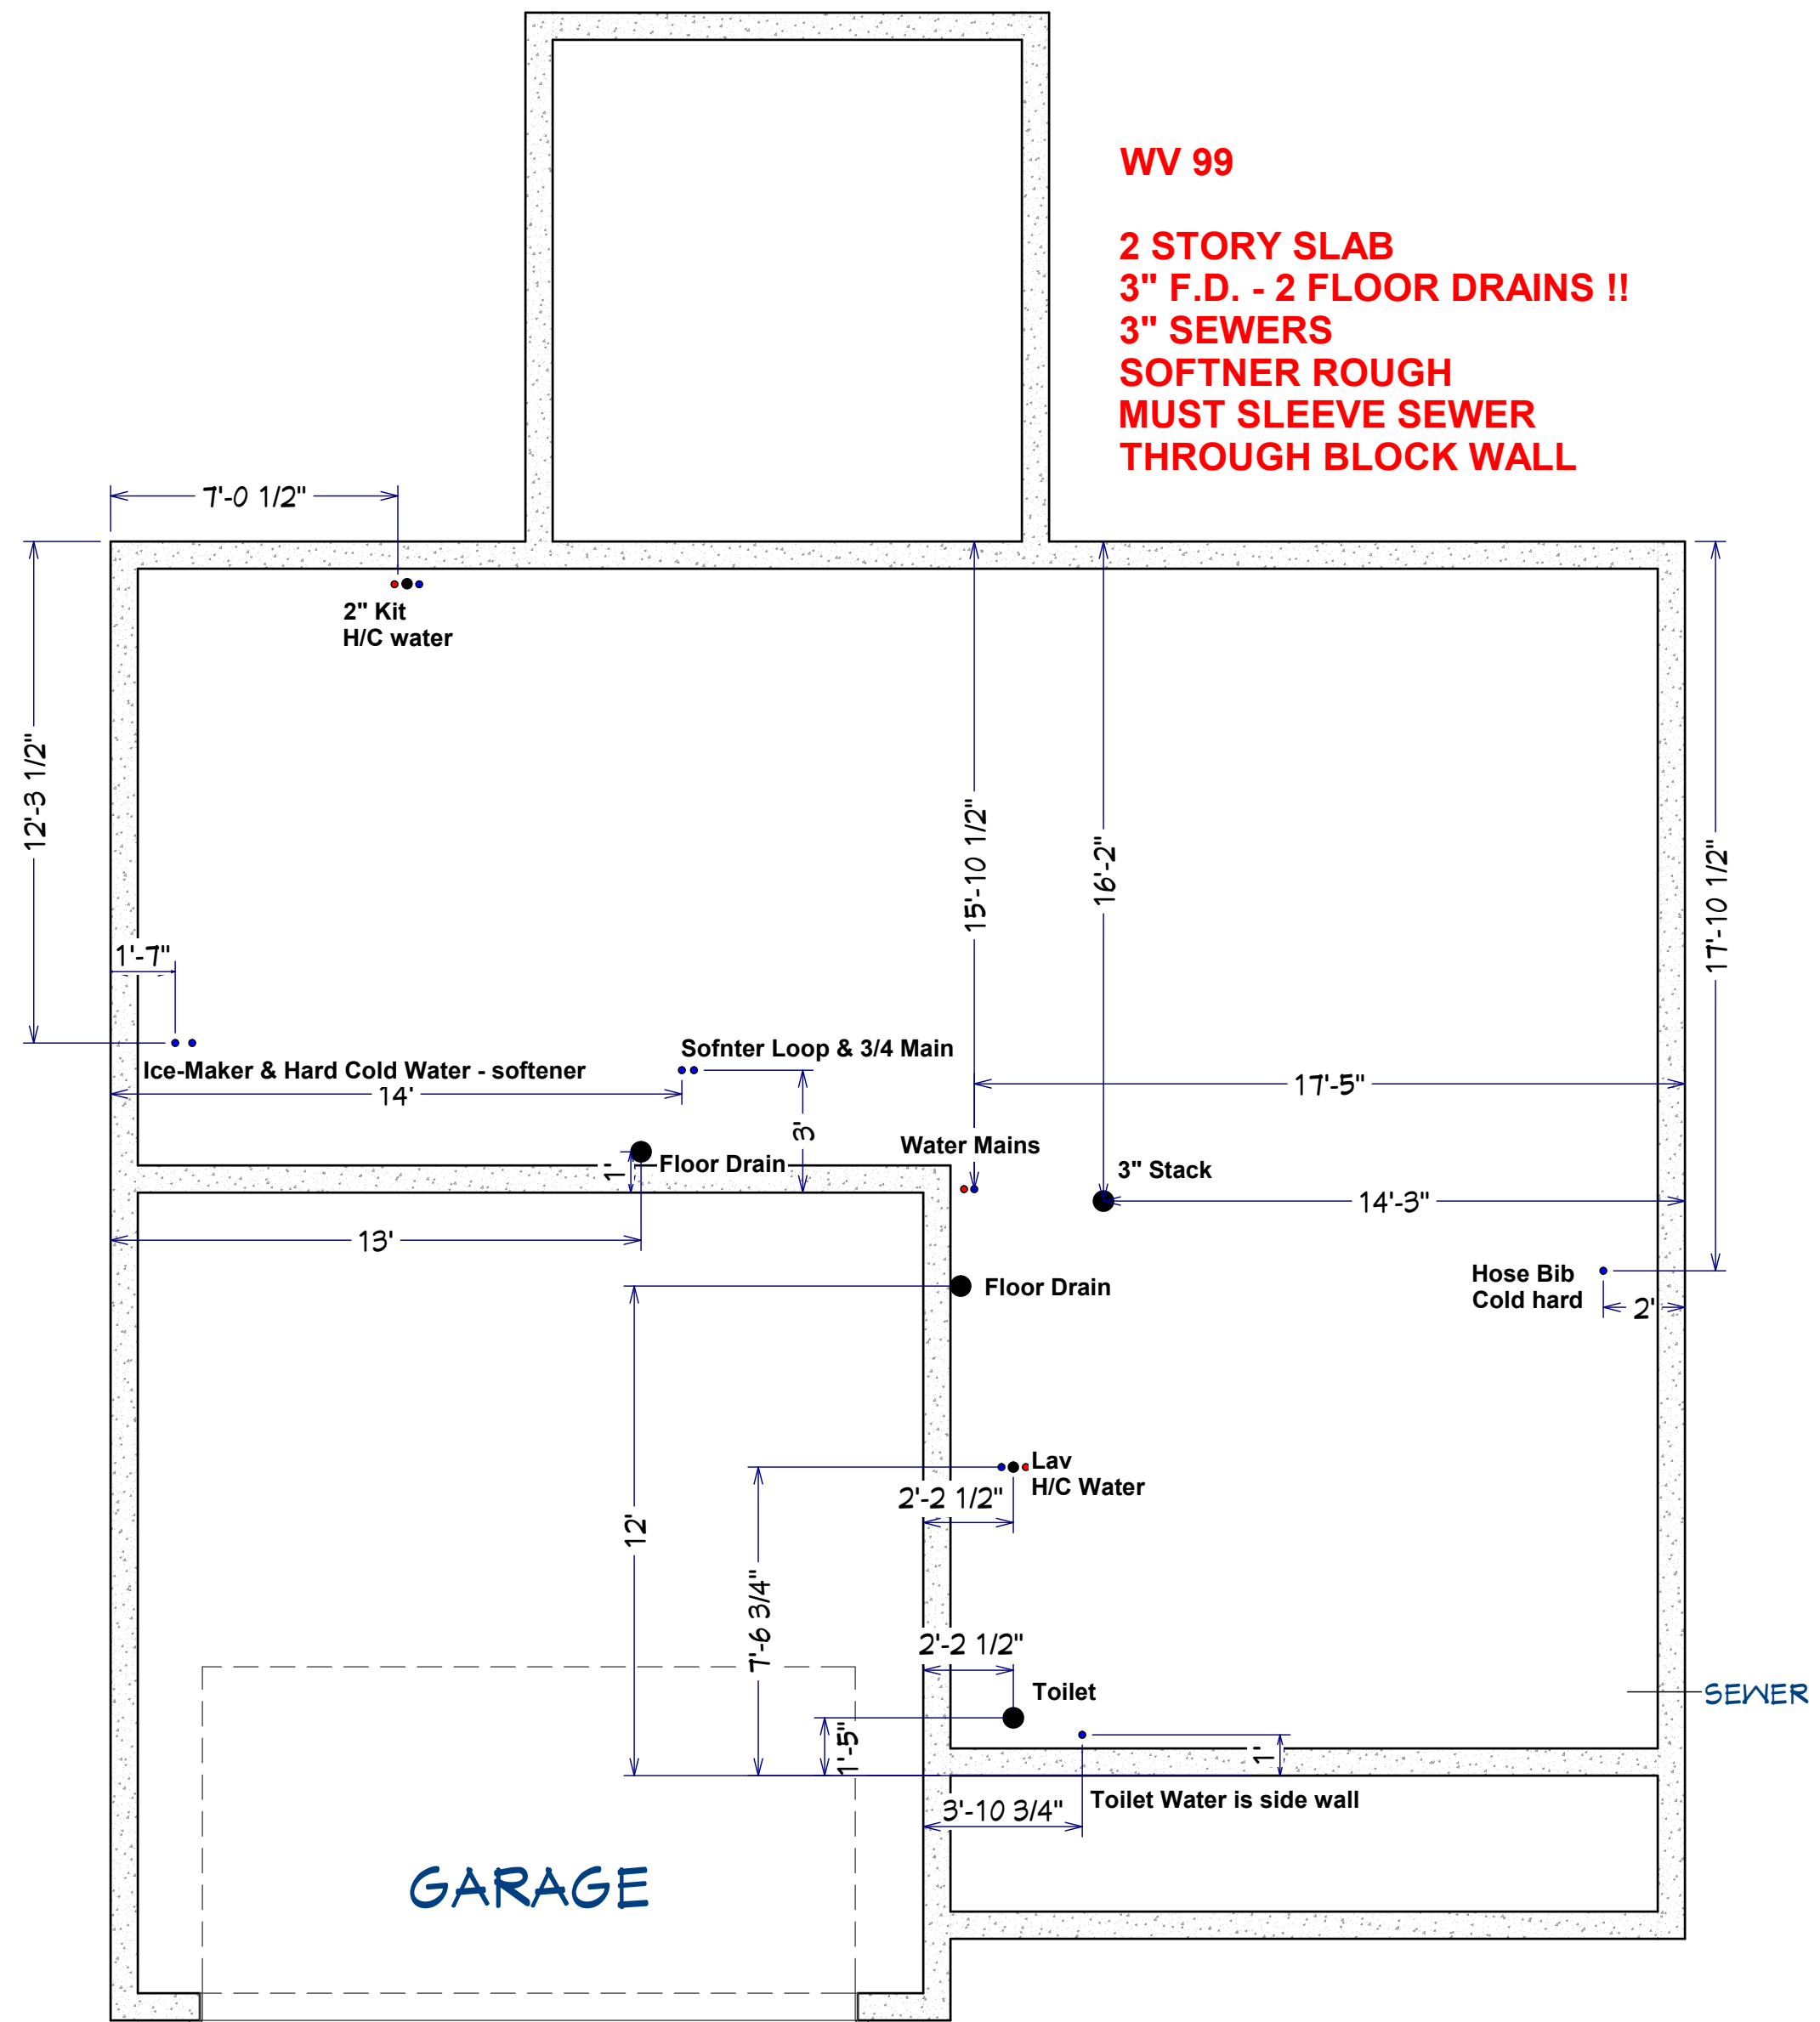 WV 99
2 STORY SLAB
3" F.D. - 2 FLOOR DRAINS !!
3" SEWERS
SOFTNER ROUGH
MUST SLEEVE SEWER
THROUGH BLOCK WALL
7'-0 1/2"
2" Kit
H/C water
12'-3 1/2"
15'-10 1/2"
16'-2"
17'-10 1/2"
1'-7"
Ice-Maker & Hard Cold Water - softener
14'
Sofnter Loop & 3/4 Main
3'
17'-5"
Water Mains
1'
Floor Drain
3" Stack
14'-3"
13'
Floor Drain
Hose Bib
Cold hard
2'
Lav
H/C Water
2'-2 1/2"
12'
7'-6 3/4"
2'-2 1/2"
Toilet
SEWER
1'-5"
1'
3'-10 3/4"
Toilet Water is side wall
GARAGE